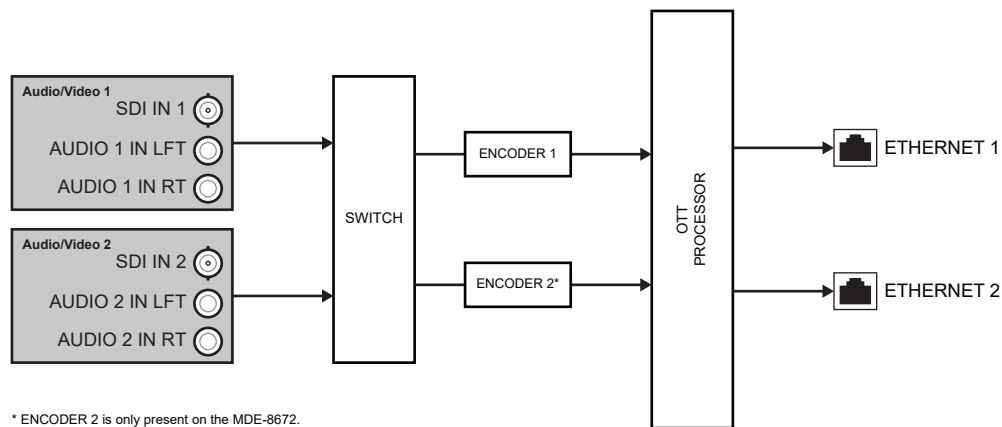 Audio/Video 1
SDI IN 1
AUDIO 1 IN LFT
AUDIO 1 IN RT
Audio/Video 2
SDI IN 2
AUDIO 2 IN LFT
AUDIO 2 IN RT
SWITCH
ENCODER 1
ENCODER 2*
OTT
PROCESSOR
ETHERNET 1
ETHERNET 2
* ENCODER 2 is only present on the MDE-8672.